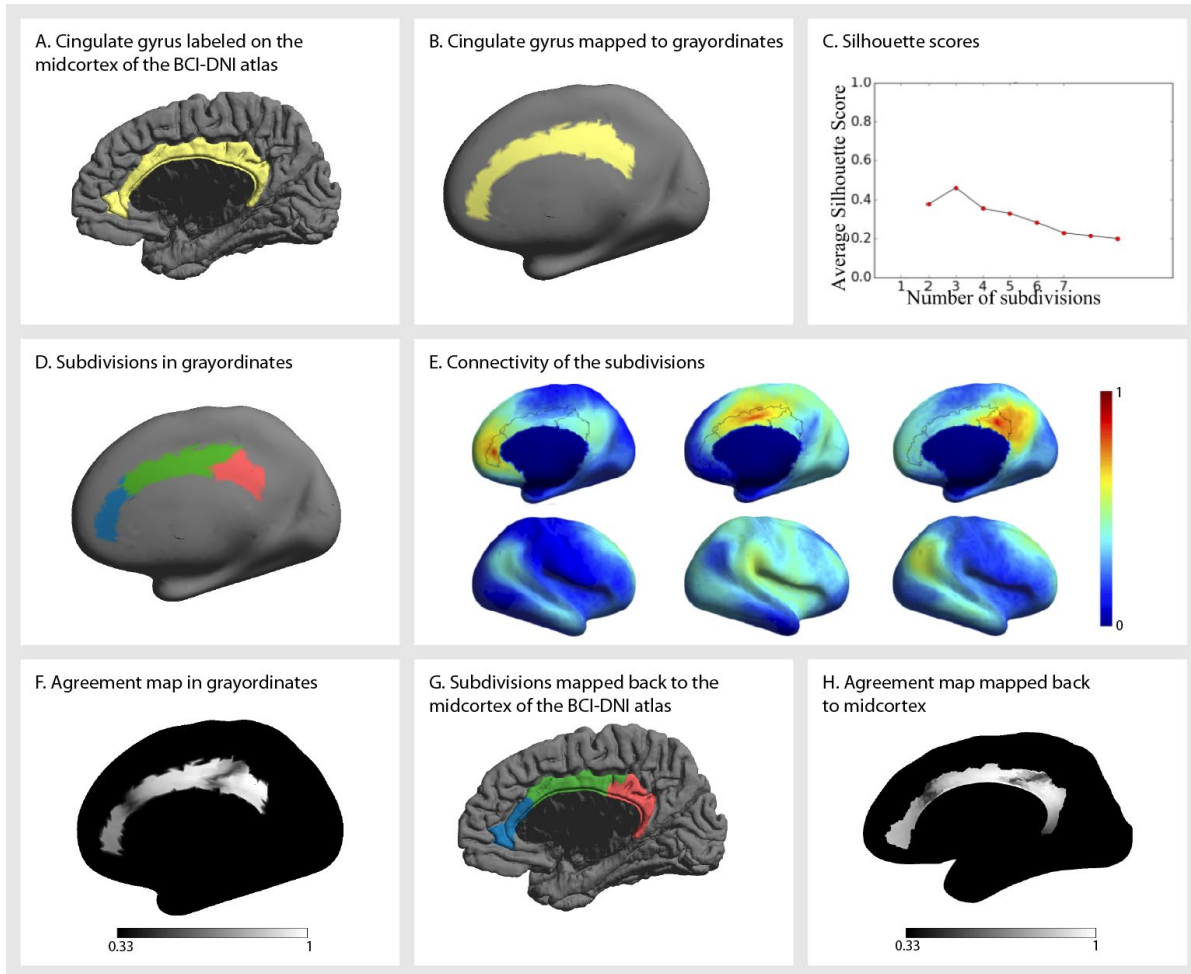 A. Cingulate gyrus labeled on the
midcortex of the BCI-DNI atlas
B. Cingulate gyrus mapped to grayordinates
C. Silhouette scores
Average Silhouette Score
1.0
0.8
0.6
0.4
0.2
0.0
1 2 3 4 5 6 7
Number of subdivisions
D. Subdivisions in grayordinates
E. Connectivity of the subdivisions
1
0
F. Agreement map in grayordinates
0.33 1
G. Subdivisions mapped back to the
midcortex of the BCI-DNI atlas
H. Agreement map mapped back
to midcortex
0.33 1